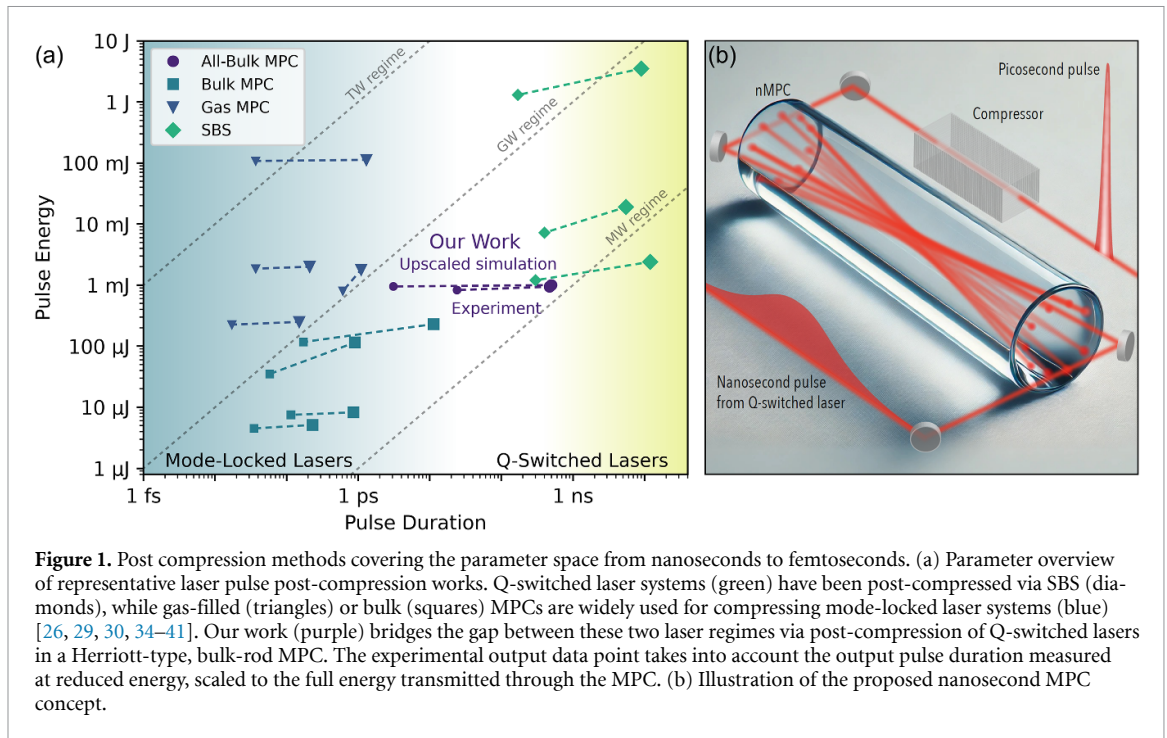 (a)
10 J
1 J
100 mJ
10 mJ
1 mJ
100 µJ
10 µJ
1 µJ
Pulse Energy
All-Bulk MPC
Bulk MPC
Gas MPC
SBS
TW regime
GW regime
MW regime
Our Work
Upscaled simulation
Experiment
Mode-Locked Lasers
Q-Switched Lasers
1 fs
1 ps
1 ns
Pulse Duration
(b)
nMPC
Picosecond pulse
Compressor
Nanosecond pulse
from Q-switched laser
Figure 1. Post compression methods covering the parameter space from nanoseconds to femtoseconds. (a) Parameter overview
of representative laser pulse post-compression works. Q-switched laser systems (green) have been post-compressed via SBS (dia-
monds), while gas-filled (triangles) or bulk (squares) MPCs are widely used for compressing mode-locked laser systems (blue)
[26, 29, 30, 34–41]. Our work (purple) bridges the gap between these two laser regimes via post-compression of Q-switched lasers
in a Herriott-type, bulk-rod MPC. The experimental output data point takes into account the output pulse duration measured
at reduced energy, scaled to the full energy transmitted through the MPC. (b) Illustration of the proposed nanosecond MPC
concept.